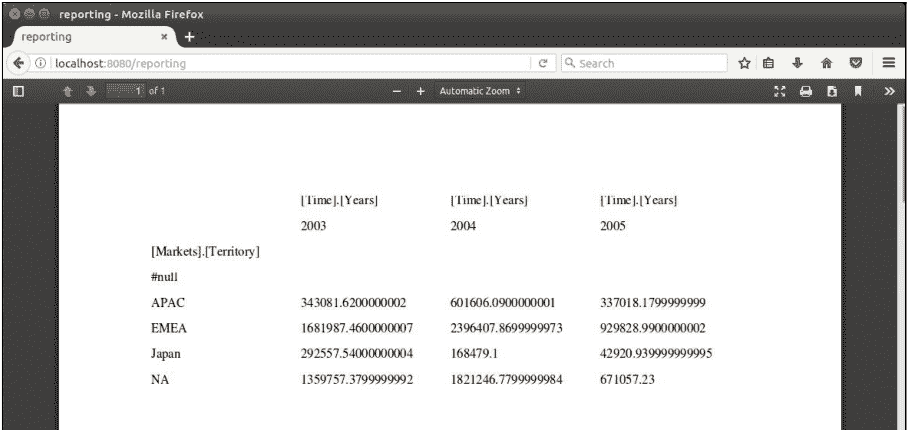 reporting - Mozilla Firefox
reporting
localhost:8080/reporting
Search
1 of 1
Automatic Zoom
[Time].[Years] [Time].[Years] [Time].[Years]
2003 2004 2005
[Markets].[Territory]
#null
APAC 343081.6200000002 601606.0900000001 337018.1799999999
EMEA 1681987.4600000007 2396407.8699999973 929828.9900000002
Japan 292557.54000000004 168479.1 42920.939999999995
NA 1359757.3799999992 1821246.7799999984 671057.23